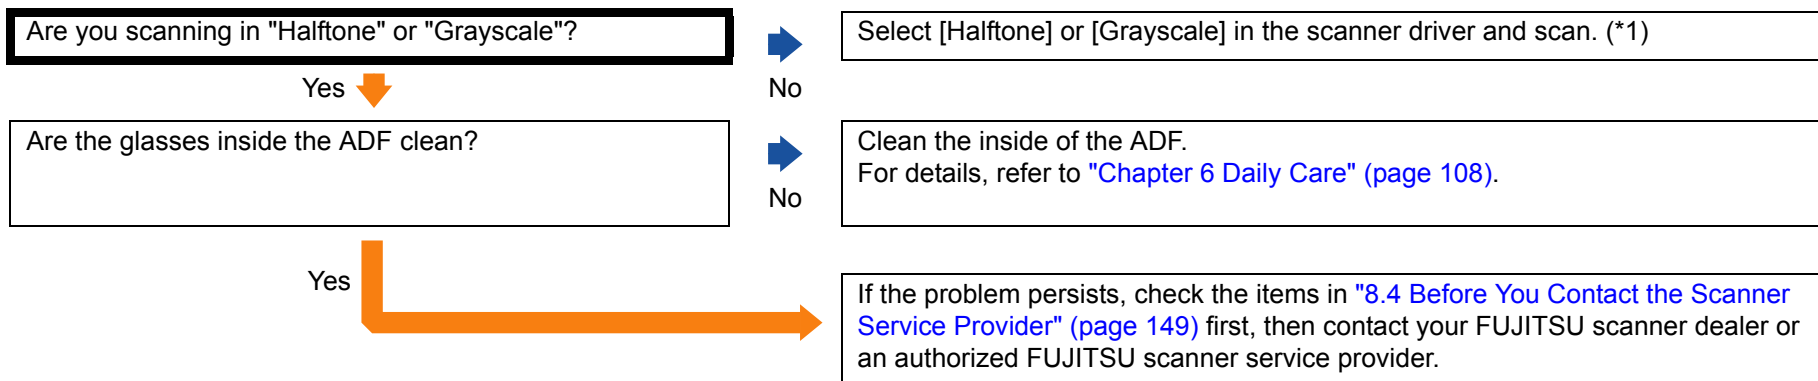 Are you scanning in "Halftone" or "Grayscale"?
Select [Halftone] or [Grayscale] in the scanner driver and scan. (*1)
Yes
No
Are the glasses inside the ADF clean?
Clean the inside of the ADF.
For details, refer to "Chapter 6 Daily Care" (page 108).
No
Yes
If the problem persists, check the items in "8.4 Before You Contact the Scanner
Service Provider" (page 149) first, then contact your FUJITSU scanner dealer or
an authorized FUJITSU scanner service provider.